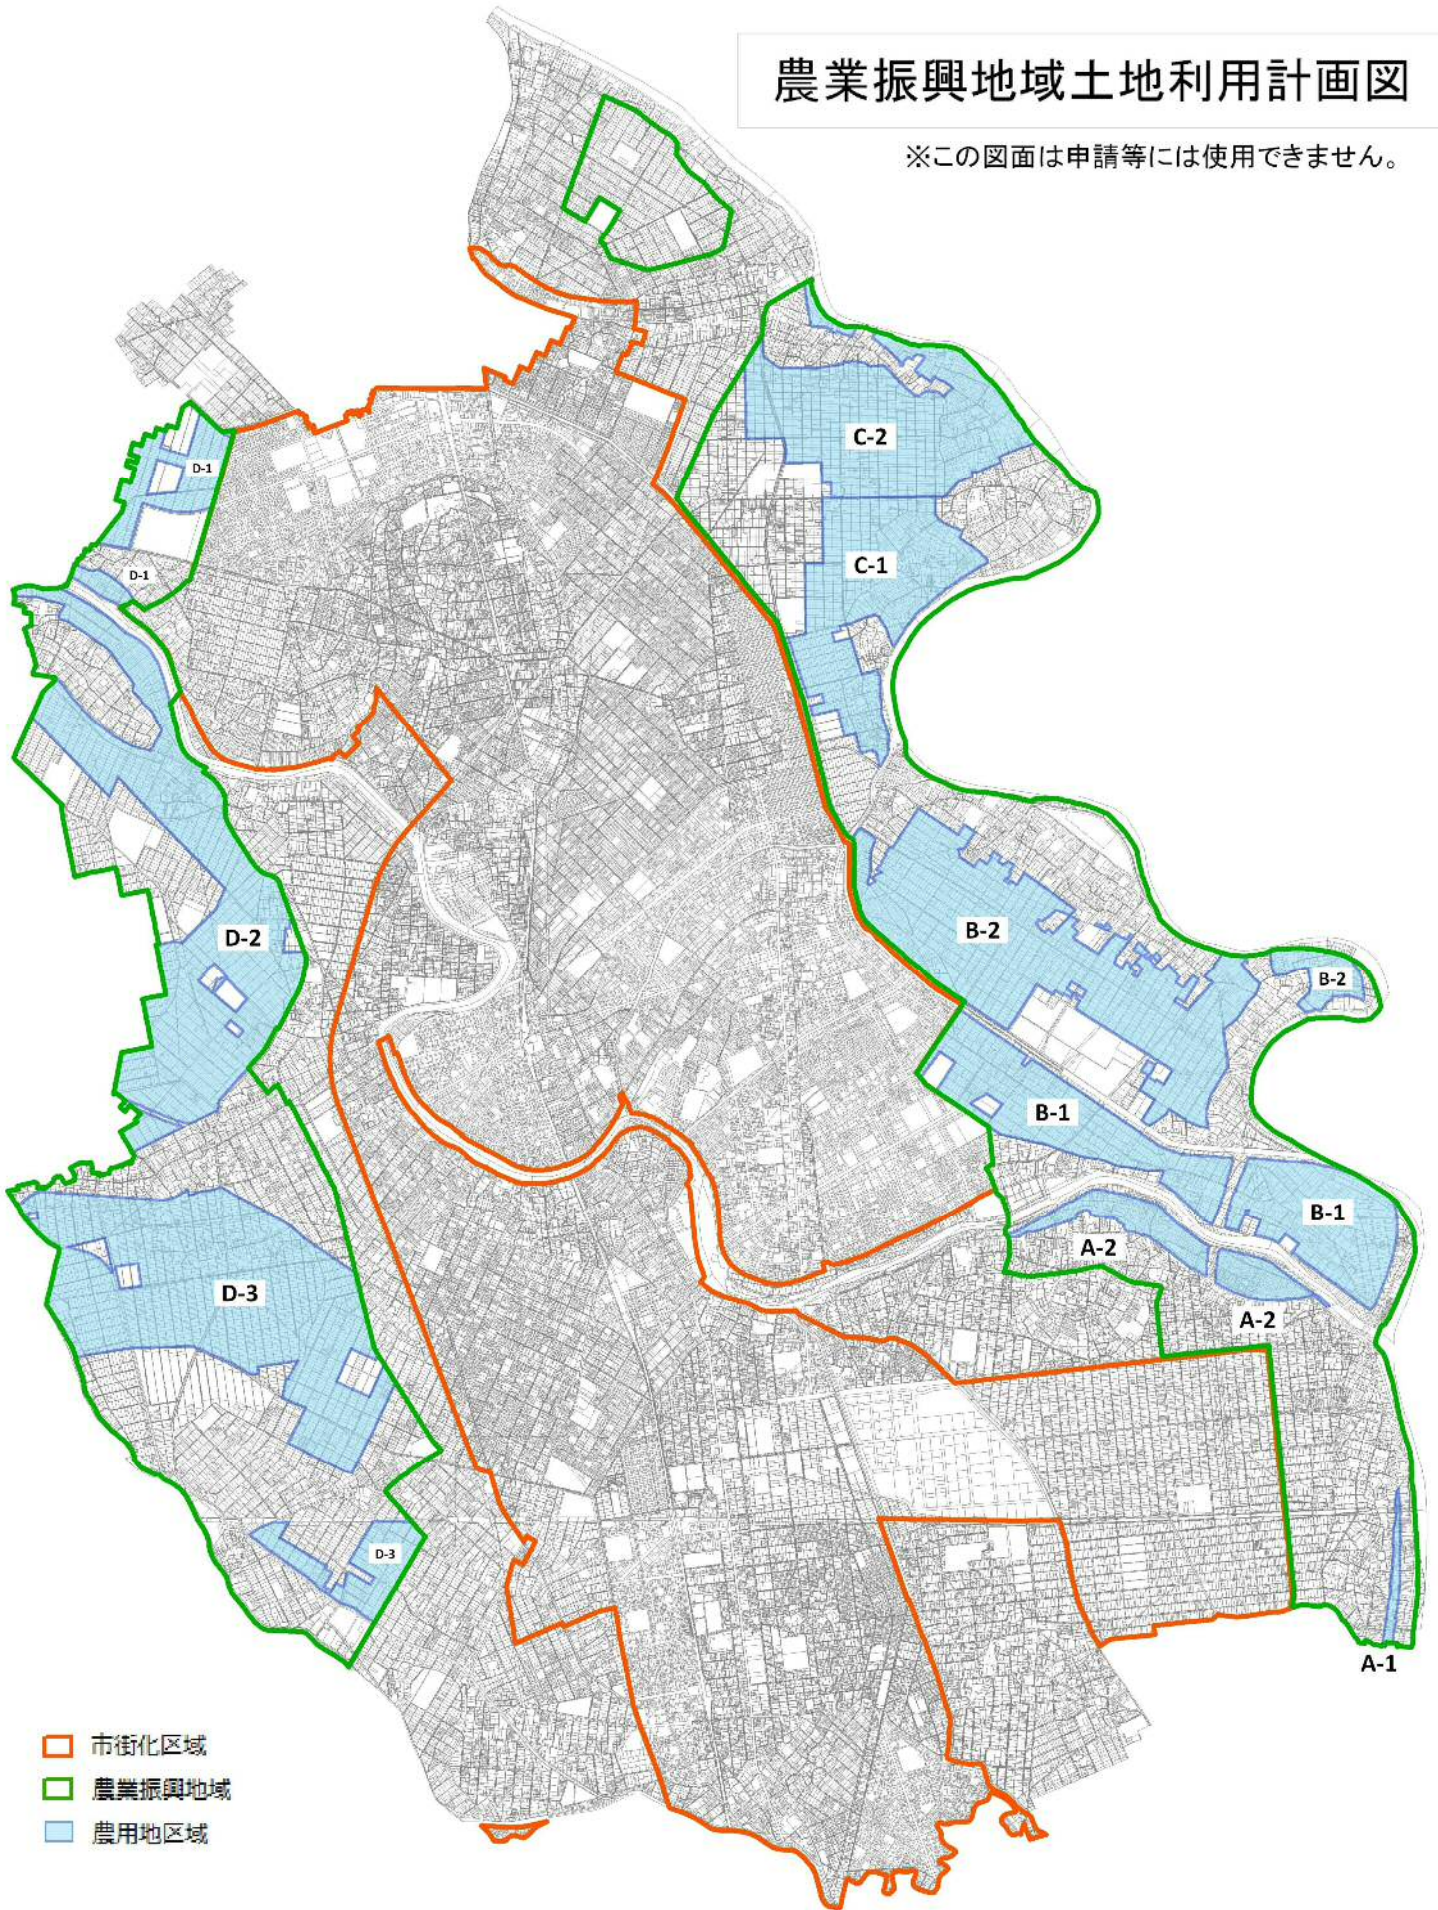 農業振興地域土地利用計画図
※この図面は申請等には使用できません。
C-2
D-1
C-1
D-1
B-2
D-2
B-2
B-1
B-1
A-2
D-3
A-2
D-3
A-1
市街化区域
農業振興地域
農用地区域